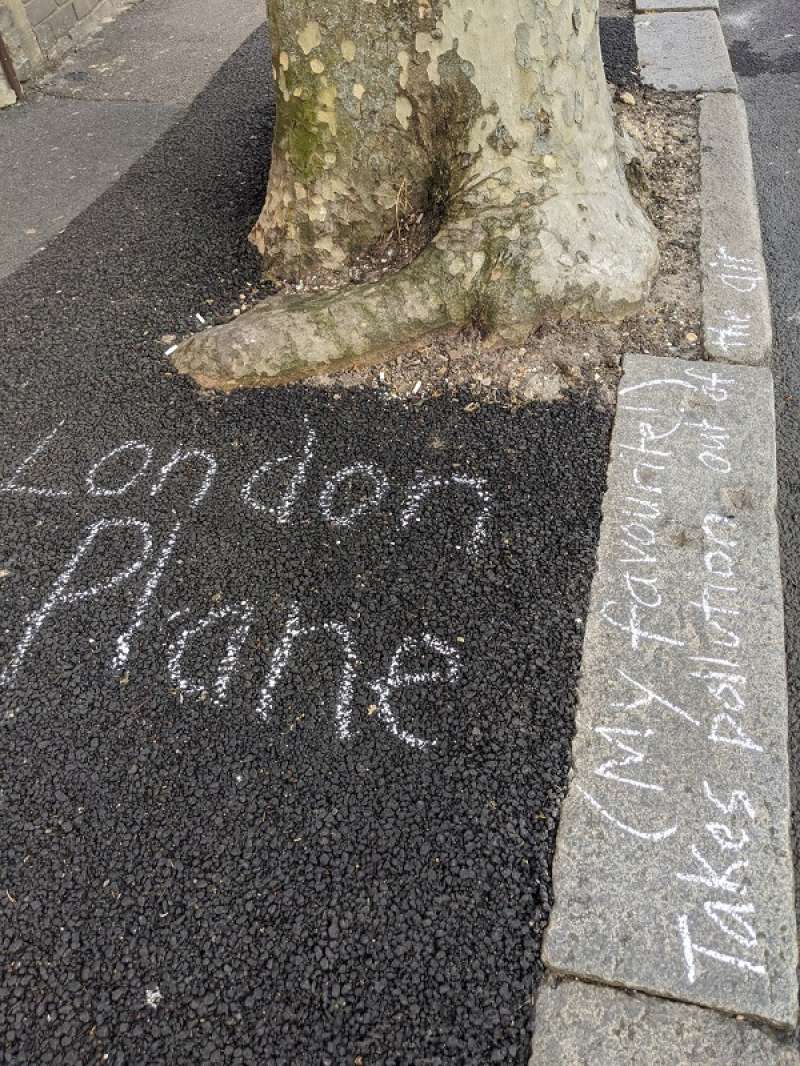 London
Plane
(My favourite!)
Takes pollution out of the air